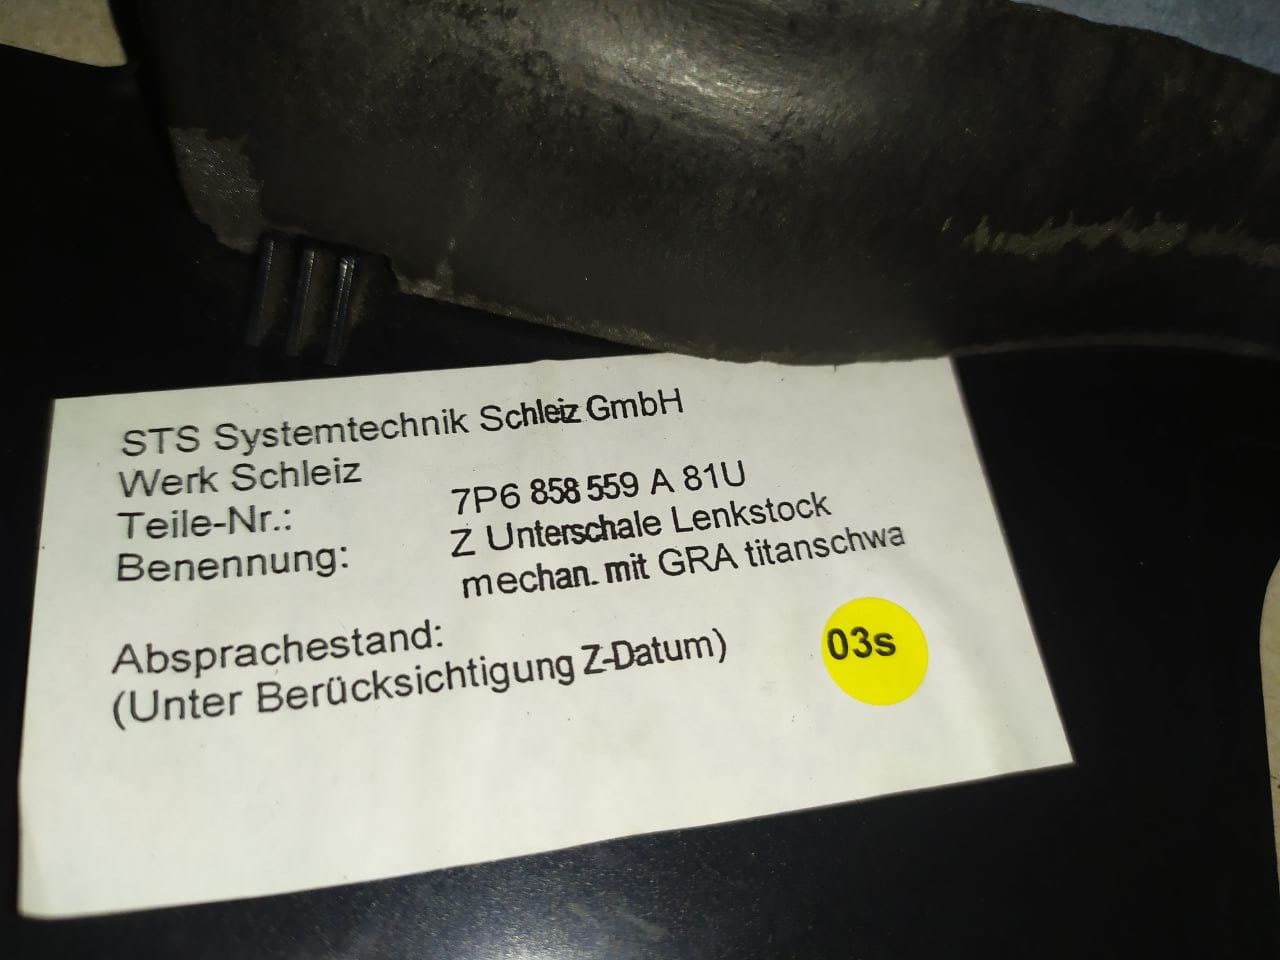 STS Systemtechnik Schleiz GmbH
Werk Schleiz
Teile-Nr.: 7P6 858 559 A 81U
Benennung: Z Unterschale Lenkstock
mechan. mit GRA titanschwa
Absprachestand:
(Unter Berücksichtigung Z-Datum)
03s